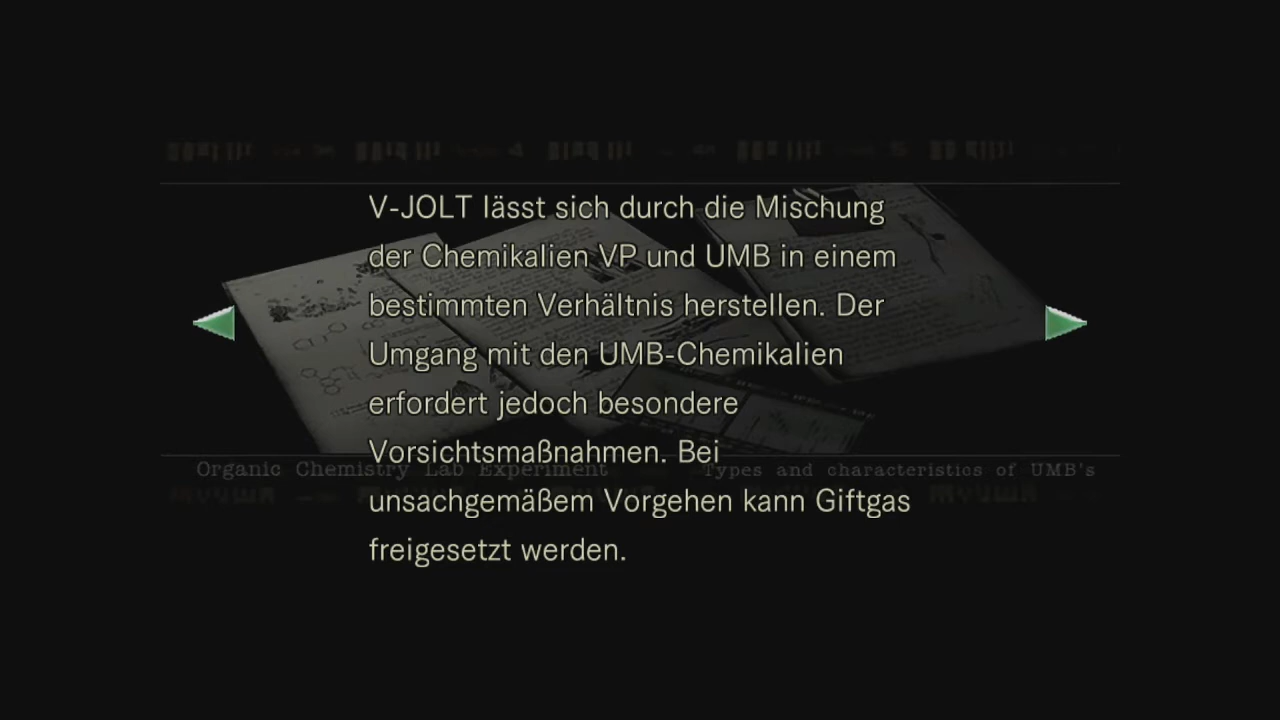 V-JOLT lässt sich durch die Mischung
der Chemikalien VP und UMB in einem
bestimmten Verhältnis herstellen. Der
Umgang mit den UMB-Chemikalien
erfordert jedoch besondere
Vorsichtsmaßnahmen. Bei
Organic Chemistry Lab Experiment Types and characteristics of UMB's
unsachgemäßem Vorgehen kann Giftgas
freigesetzt werden.